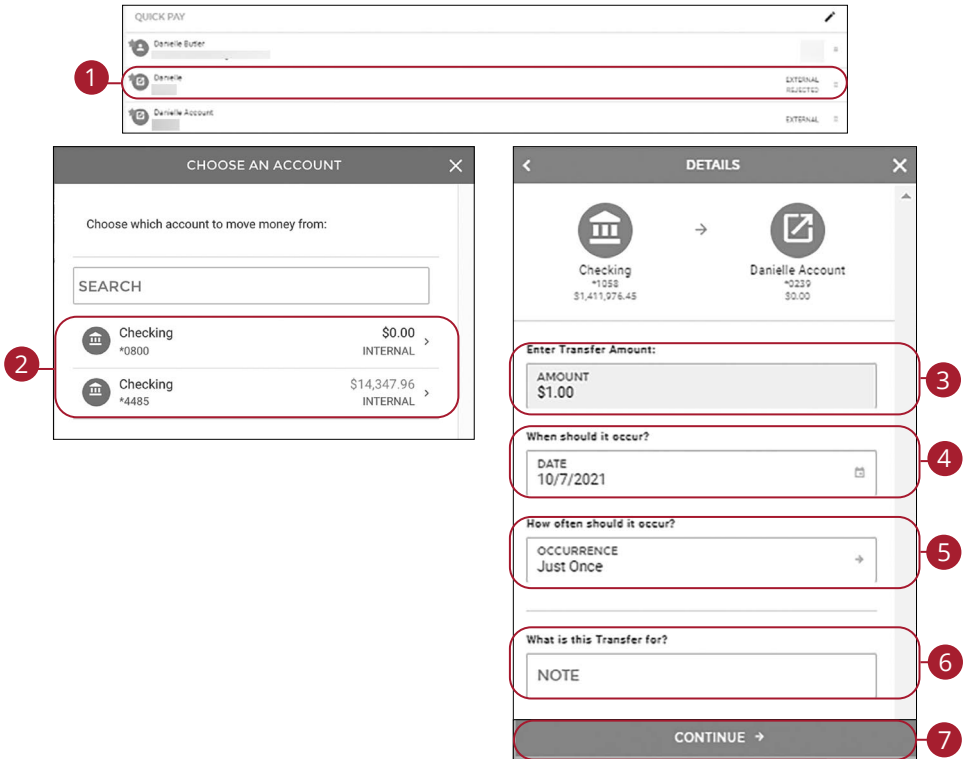 QUICK PAY
Danielle Butler
1
Danielle
EXTERNAL
REJECTED
Danielle Account
EXTERNAL
CHOOSE AN ACCOUNT
Choose which account to move money from:
SEARCH
2
Checking $0.00
*0800 INTERNAL
Checking $14,347.96
*4485 INTERNAL
DETAILS
Checking
*1058
$1,411,976.45
Danielle Account
*0239
$0.00
Enter Transfer Amount:
AMOUNT
$1.00
3
When should it occur?
DATE
10/7/2021
4
How often should it occur?
OCCURRENCE
Just Once
5
What is this Transfer for?
NOTE
6
CONTINUE
7